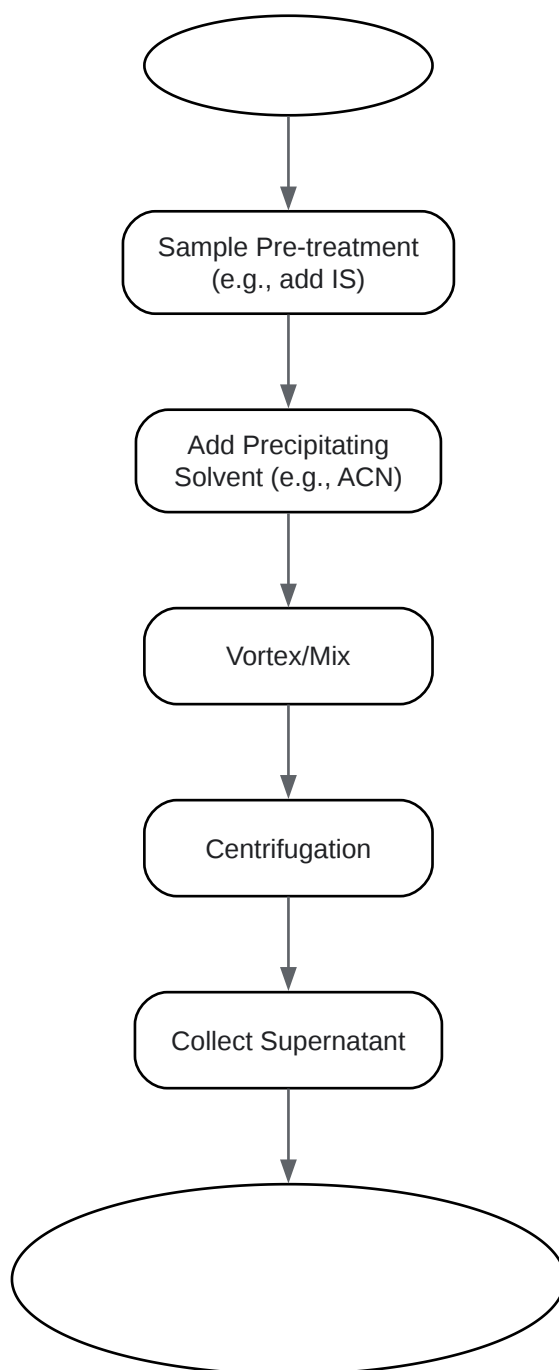 Sample Pre-treatment
(e.g., add IS)
Add Precipitating
Solvent (e.g., ACN)
Vortex/Mix
Centrifugation
Collect Supernatant